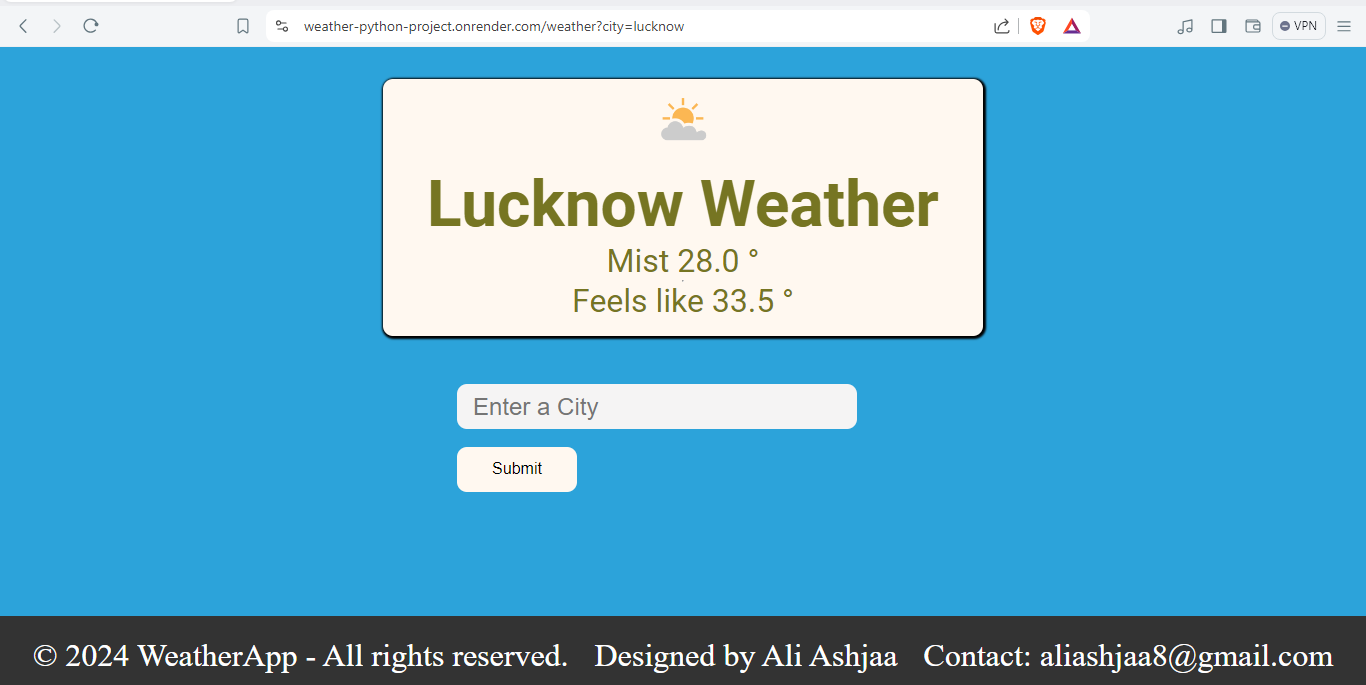 weather-python-project.onrender.com/weather?city=lucknow
VPN
Lucknow Weather
Mist 28.0 °
Feels like 33.5 °
Enter a City
Submit
© 2024 WeatherApp - All rights reserved. Designed by Ali Ashjaa Contact: aliashjaa8@gmail.com